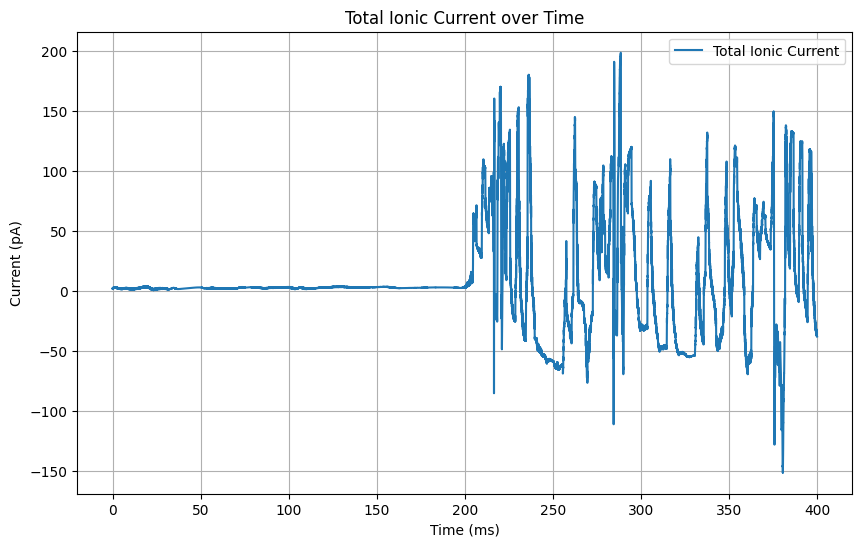 Total Ionic Current over Time
Total Ionic Current
Current (pA)
200
150
100
50
0
−50
−100
−150
0 50 100 150 200 250 300 350 400
Time (ms)